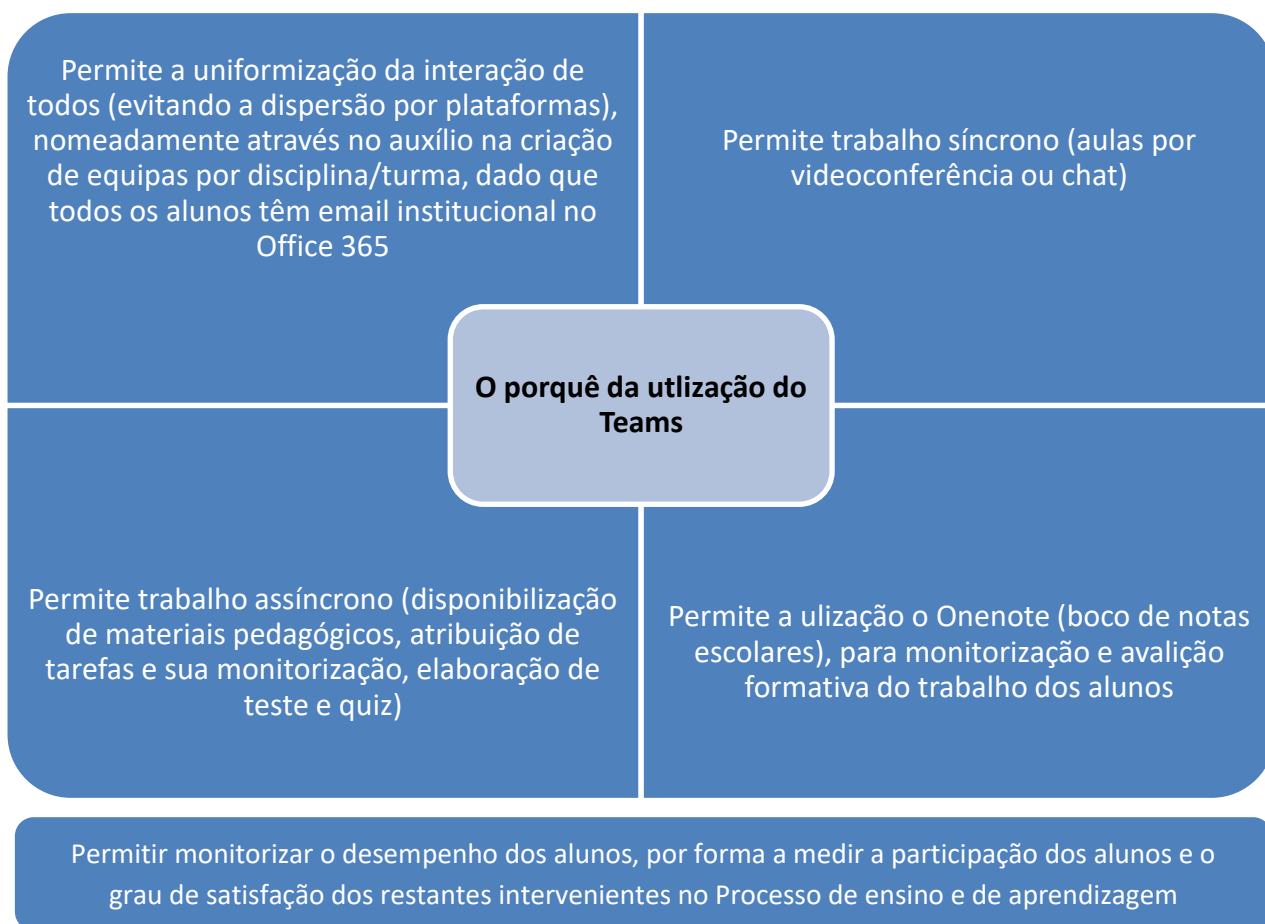 Permite a uniformização da interação de
todos (evitando a dispersão por plataformas),
nomeadamente através no auxílio na criação
de equipas por disciplina/turma, dado que
todos os alunos têm email institucional no
Office 365
Permite trabalho síncrono (aulas por
videoconferência ou chat)
O porquê da utlização do
Teams
Permite trabalho assíncrono (disponibilização
de materiais pedagógicos, atribuição de
tarefas e sua monitorização, elaboração de
teste e quiz)
Permite a ulização o Onenote (boco de notas
escolares), para monitorização e avalição
formativa do trabalho dos alunos
Permitir monitorizar o desempenho dos alunos, por forma a medir a participação dos alunos e o
grau de satisfação dos restantes intervenientes no Processo de ensino e de aprendizagem